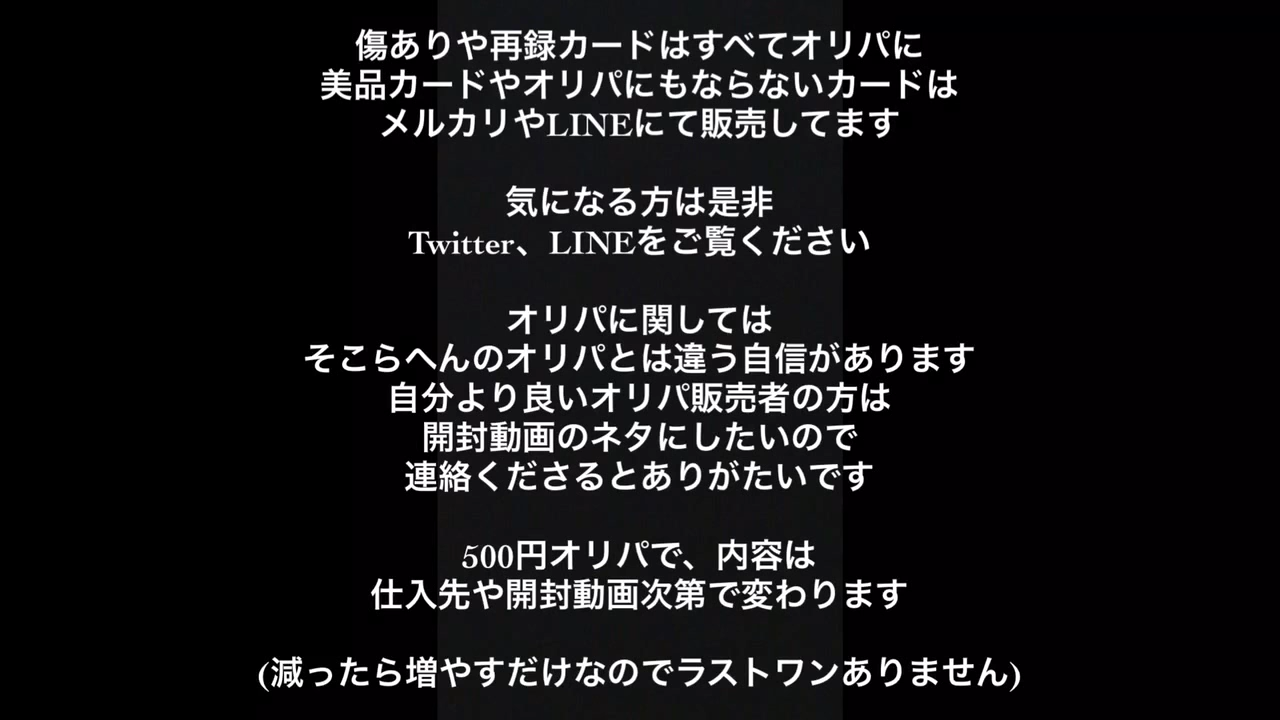 傷ありや再録カードはすべてオリパに
美品カードやオリパにもならないカードは
メルカリやLINEにて販売してます
気になる方は是非
Twitter、LINEをご覧ください
オリパに関しては
そこらへんのオリパとは違う自信があります
自分より良いオリパ販売者の方は
開封動画のネタにしたいので
連絡くださるとありがたいです
500円オリパで、内容は
仕入先や開封動画次第で変わります
(減ったら増やすだけなのでラストワンありません)